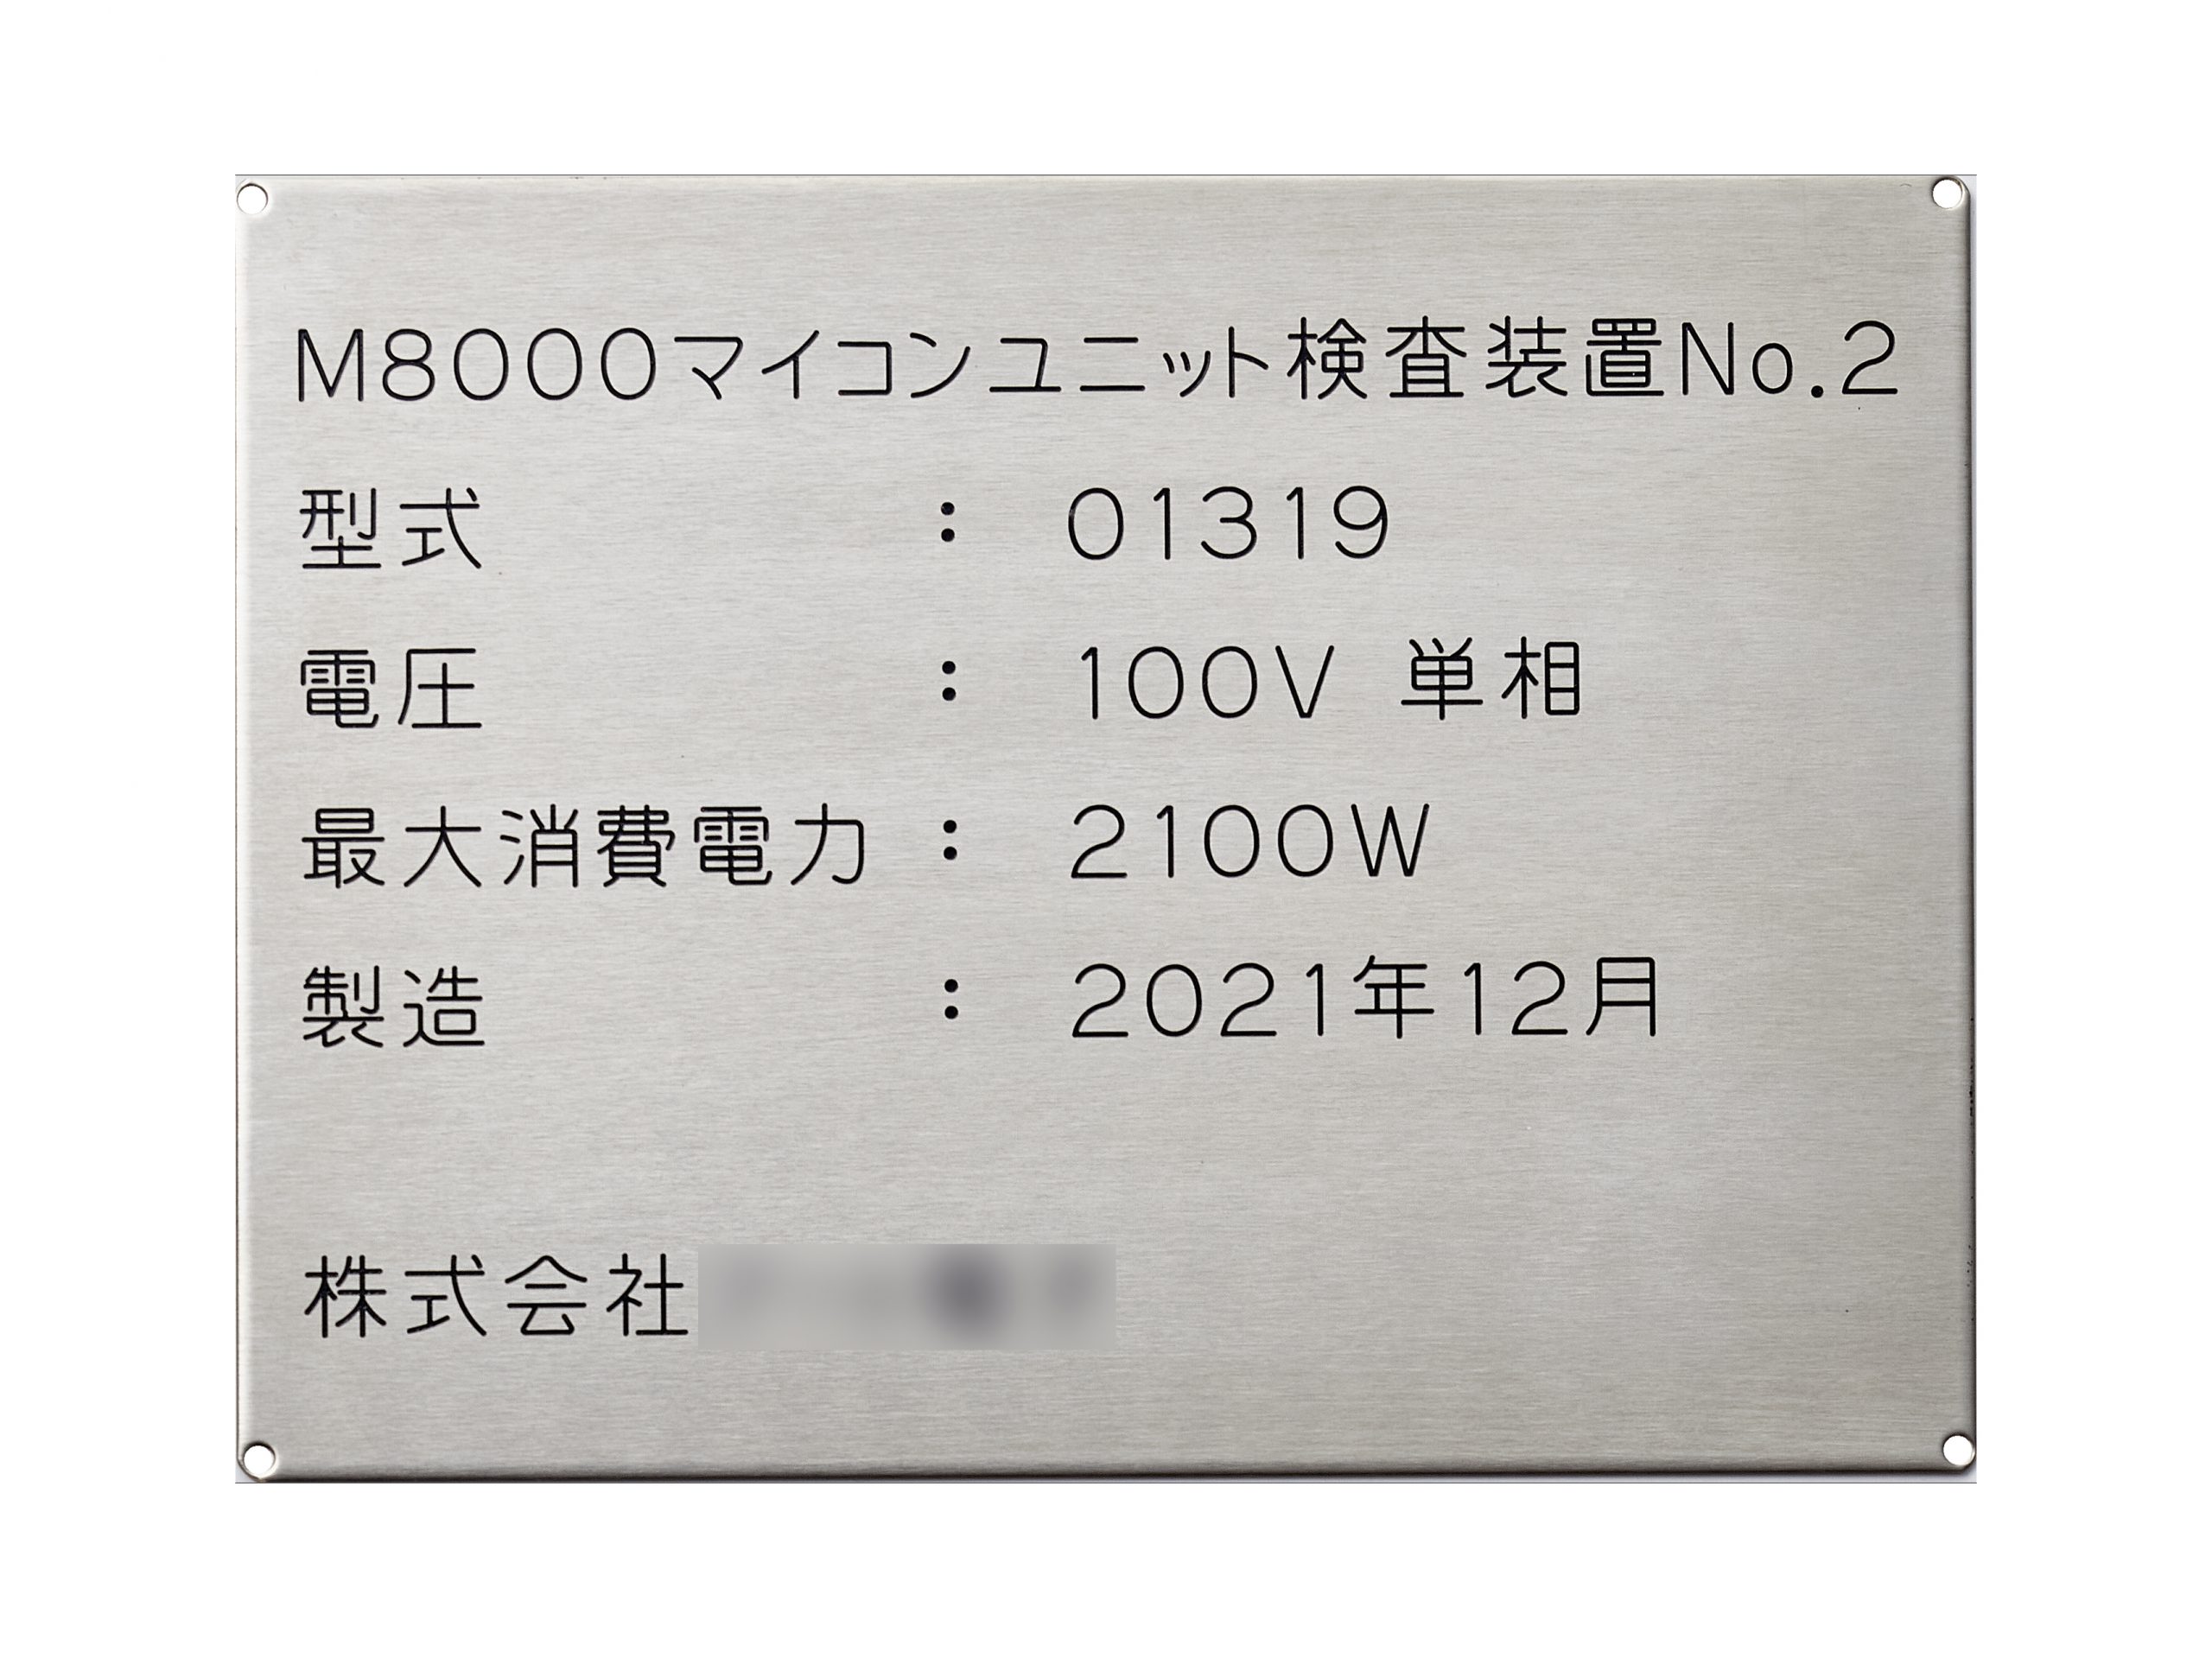 M8000マイコンユニット検査装置No.2
型式 : 01319
電圧 : 100V 単相
最大消費電力 : 2100W
製造 : 2021年12月
株式会社